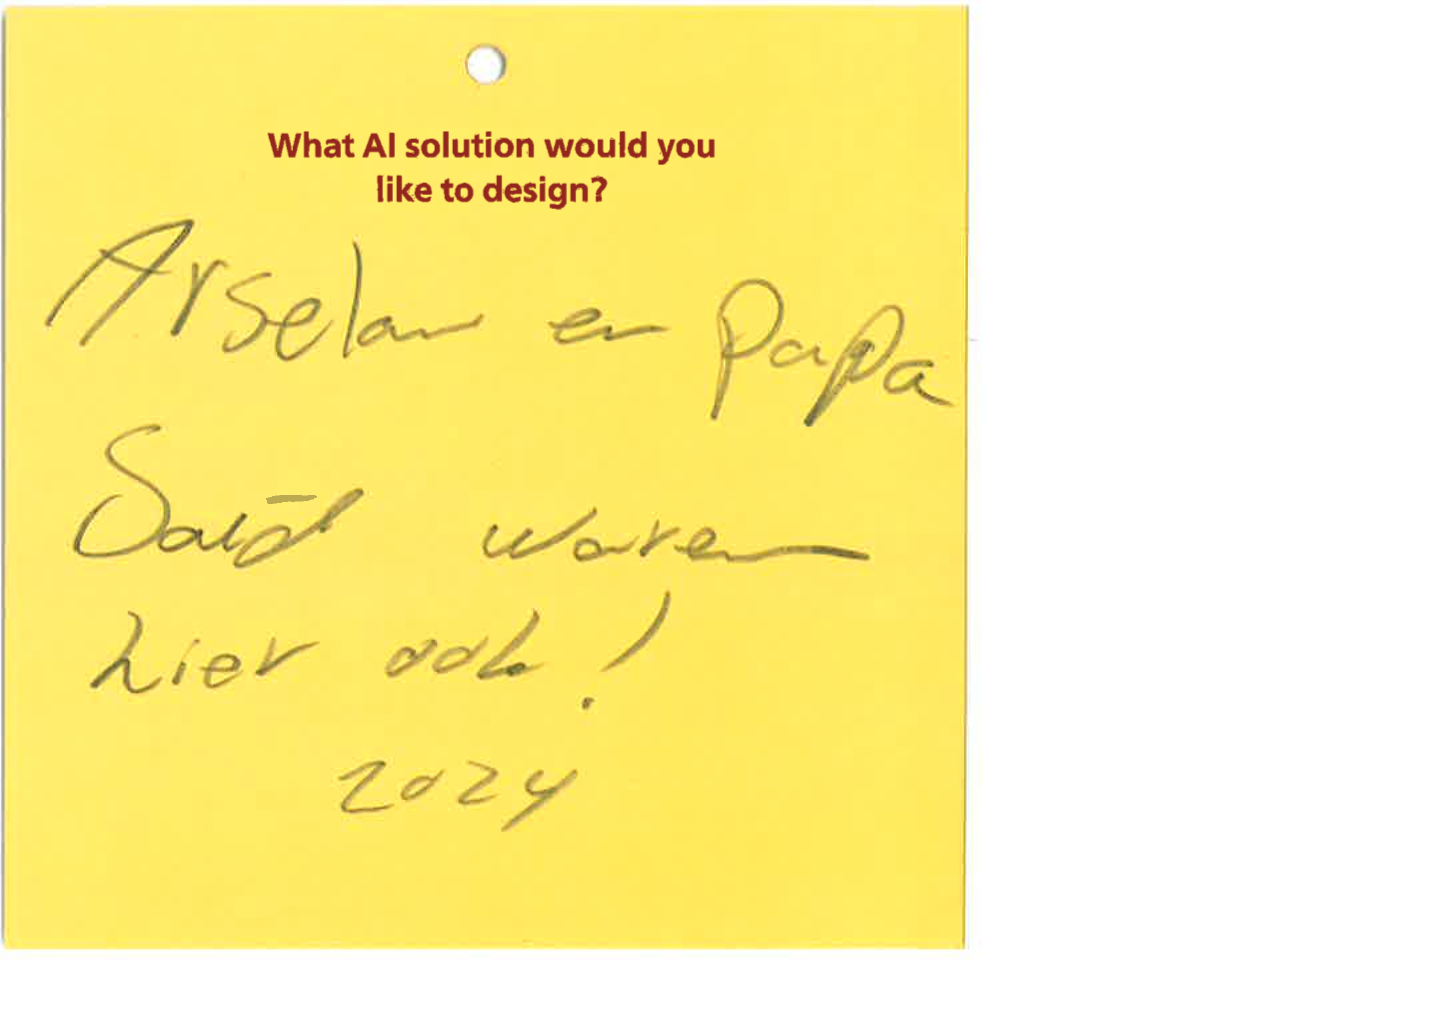 What AI solution would you
like to design?
Arselan en Papa
Saïd waren
hier ook!
2024